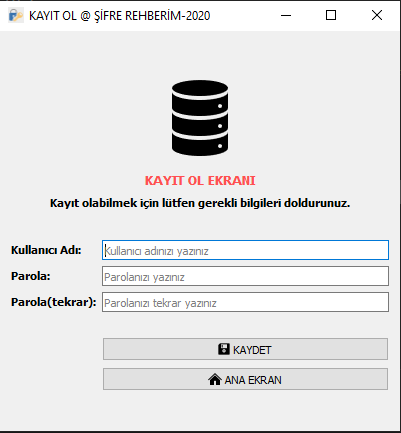 KAYIT OL @ ŞİFRE REHBERİM-2020
KAYIT OL EKRANI
Kayıt olabilmek için lütfen gerekli bilgileri doldurunuz.
Kullanıcı Adı: Kullanıcı adınızı yazınız
Parola: Parolanızı yazınız
Parola(tekrar): Parolanızı tekrar yazınız
KAYDET
ANA EKRAN